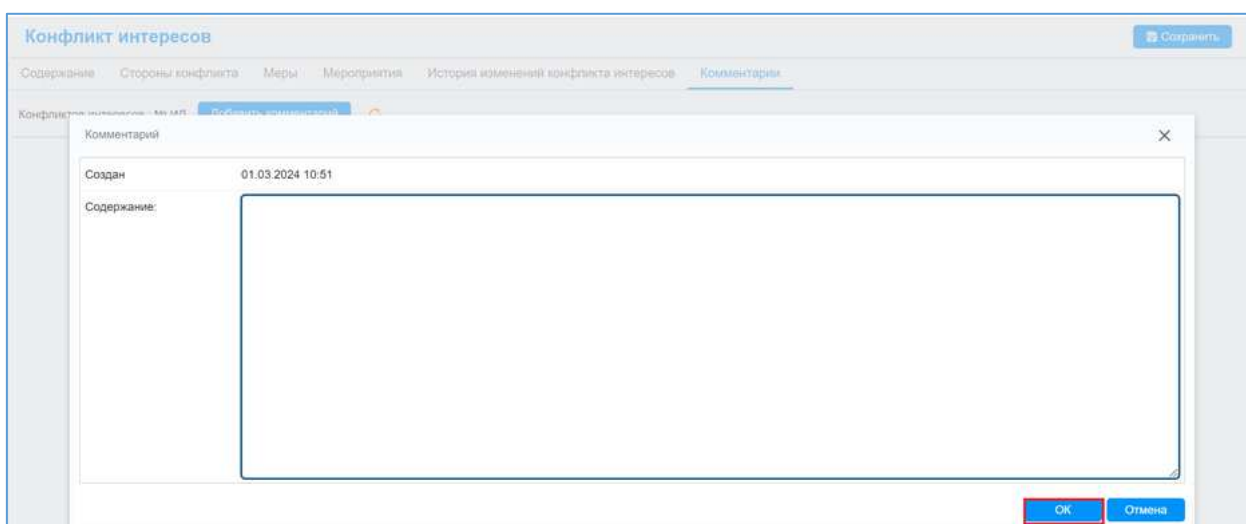 Конфликт интересов
Сохранить
Содержание Стороны конфликта Меры Мероприятия История изменений конфликта интересов Комментарии
Добавить комментарий
Комментарий
Создан 01.03.2024 10:51
Содержание:
ОК Отмена